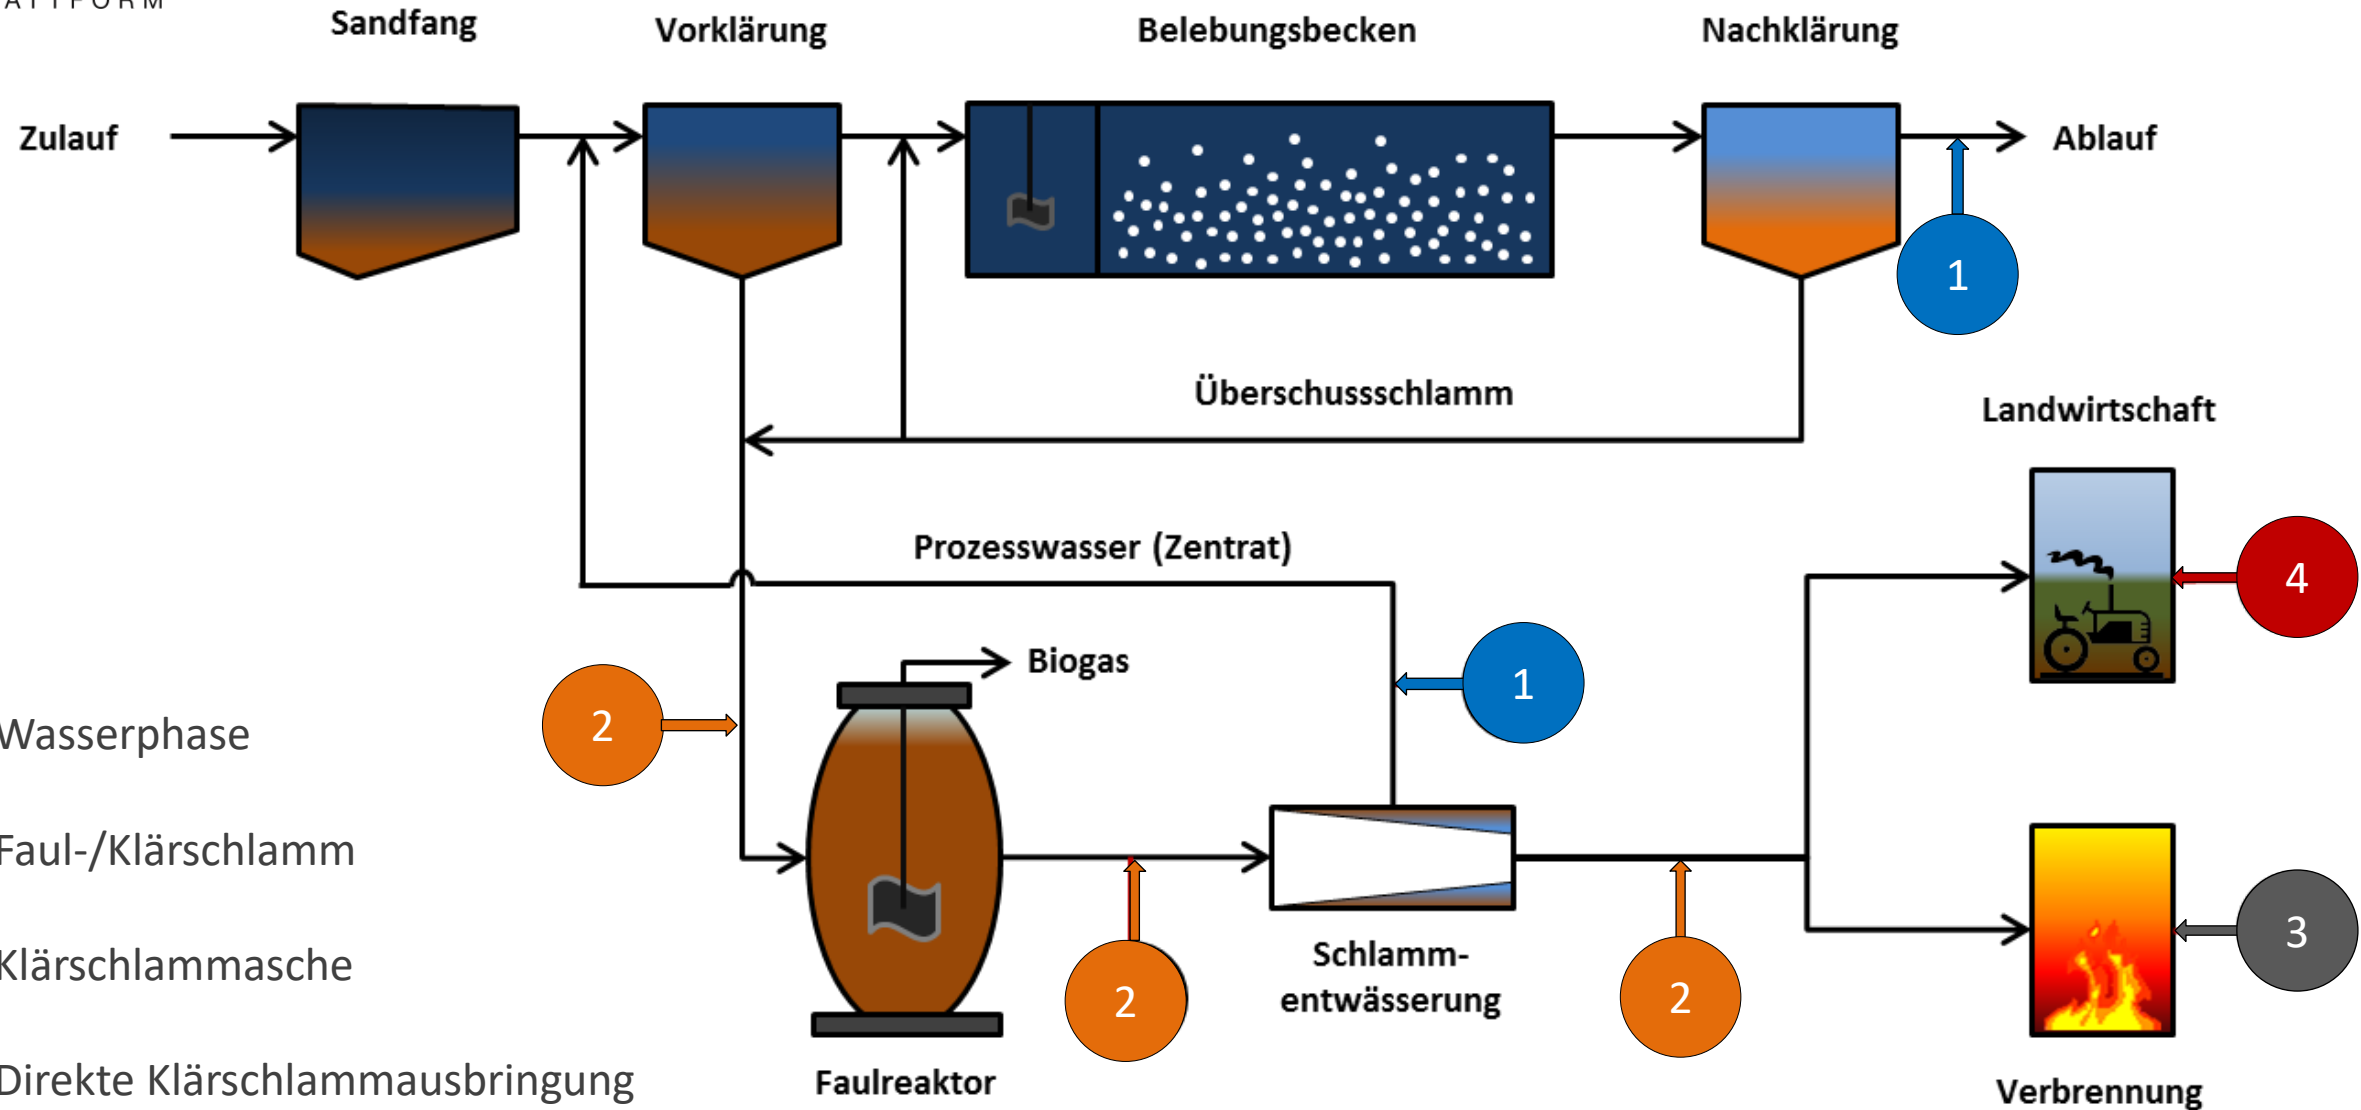 Sandfang
Vorklärung
Belebungsbecken
Nachklärung
Zulauf
Ablauf
1
Überschussschlamm
Landwirtschaft
Prozesswasser (Zentrat)
4
Biogas
1
2
Wasserphase
Faul-/Klärschlamm
3
Schlamm-
entwässerung
2
2
Klärschlammasche
Direkte Klärschlammausbringung
Faulreaktor
Verbrennung